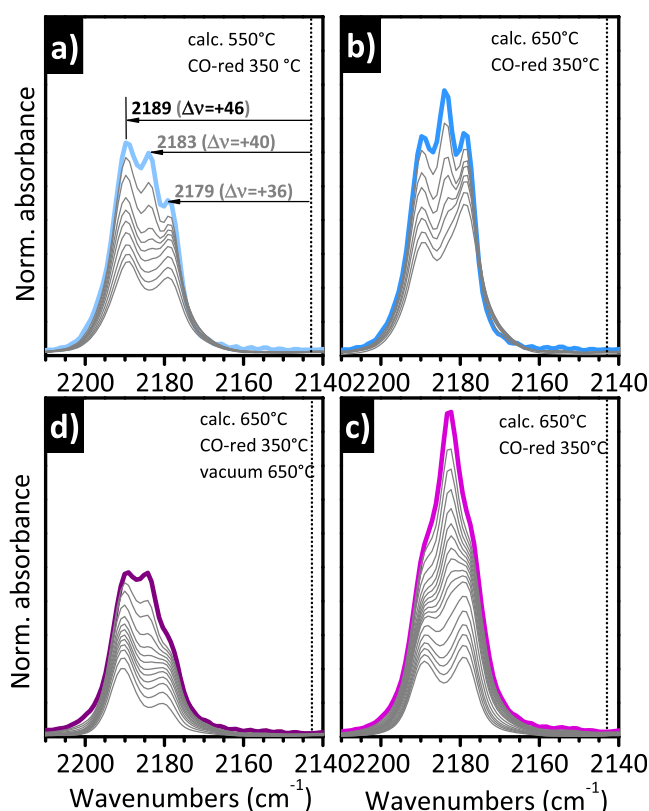 a)
calc. 550°C
CO-red 350 °C
2189 (Δν=+46)
2183 (Δν=+40)
2179 (Δν=+36)
Norm. absorbance
2200 2180 2160 2140
b)
calc. 650°C
CO-red 350°C
2200 2180 2160 2140
d)
calc. 650°C
CO-red 350°C
vacuum 650°C
Norm. absorbance
2200 2180 2160 2140
Wavenumbers (cm⁻¹)
c)
calc. 650°C
CO-red 350°C
2200 2180 2160 2140
Wavenumbers (cm⁻¹)